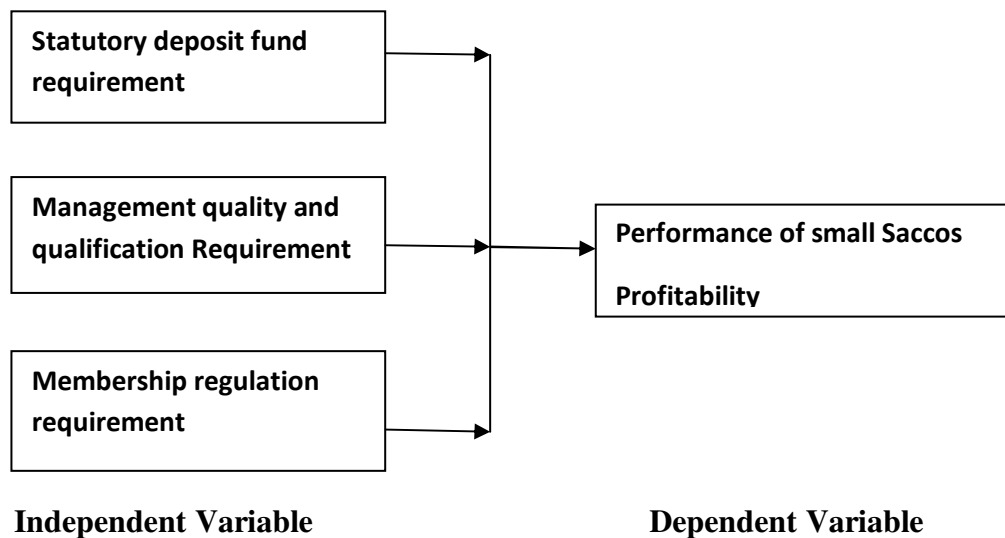 Statutory deposit fund
requirement
Management quality and
qualification Requirement
Membership regulation
requirement
Performance of small Saccos
Profitability
Independent Variable
Dependent Variable